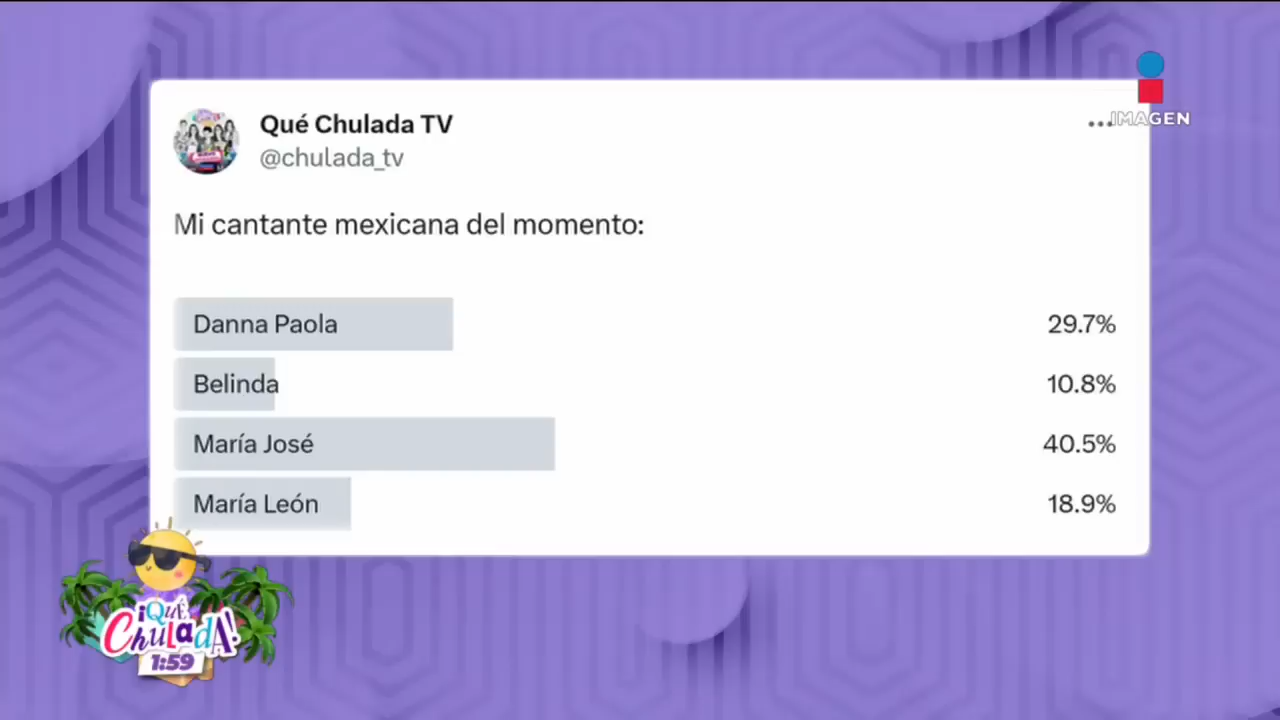 Qué Chulada TV
@chulada_tv
IMAGEN
Mi cantante mexicana del momento:
Danna Paola 29.7%
Belinda 10.8%
María José 40.5%
María León 18.9%
¡QUÉ
ChuladA!
1:59